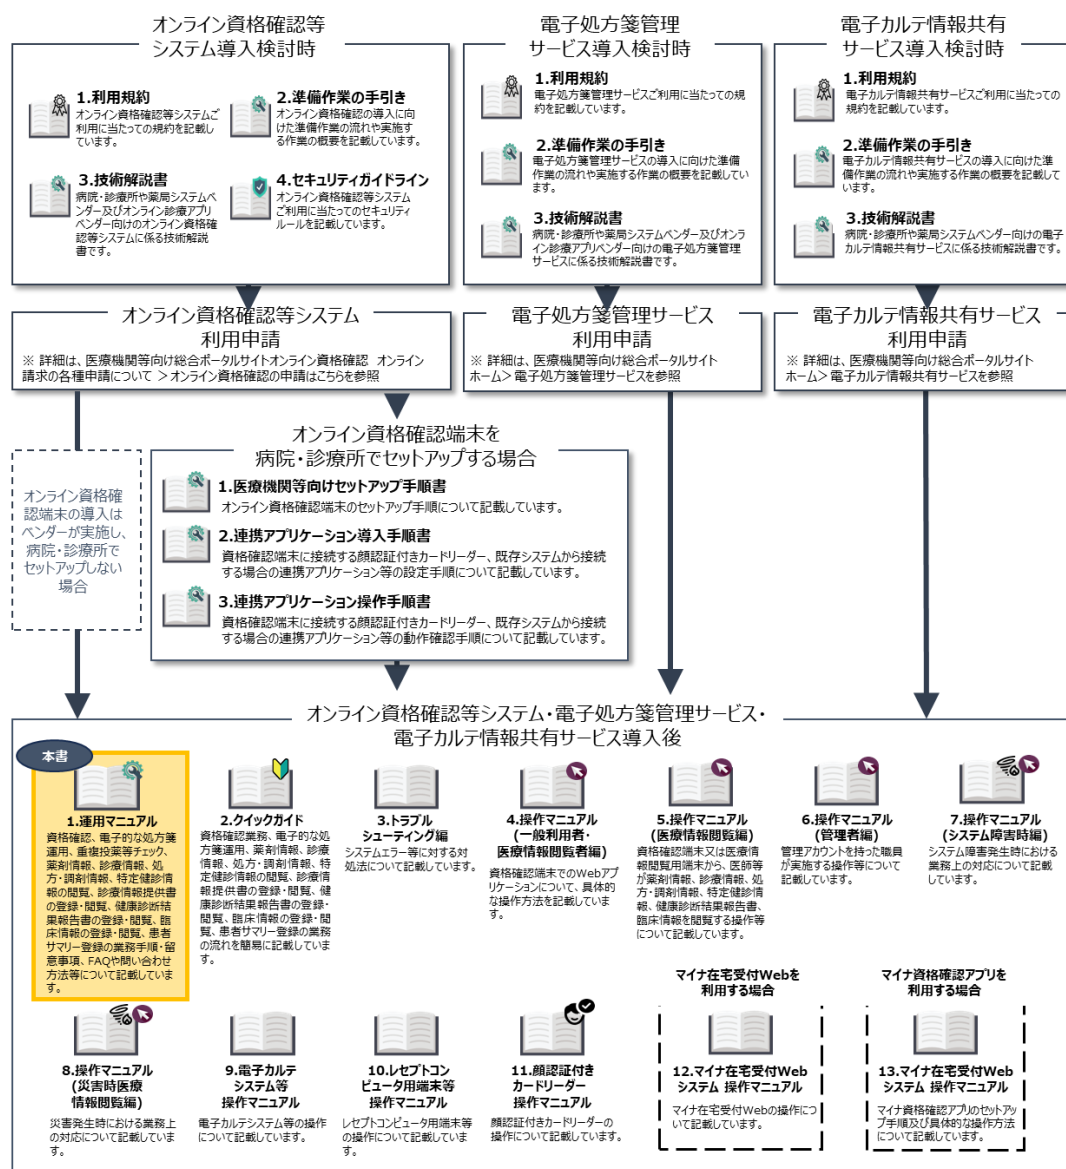 オンライン資格確認等
システム導入検討時
1.利用規約
オンライン資格確認等システムご
利用に当たっての規約を記載し
ています。
2.準備作業の手引き
オンライン資格確認の導入に向
けた準備作業の流れや実施す
る作業の概要を記載しています。
3.技術解説書
病院・診療所や薬局システムベ
ンダー及びオンライン診療アプリ
ベンダー向けのオンライン資格確
認等システムに係る技術解説
書です。
4.セキュリティガイドライン
オンライン資格確認等システム
ご利用に当たってのセキュリティ
ルールを記載しています。
電子処方箋管理
サービス導入検討時
1.利用規約
電子処方箋管理サービスご利用に当たっての規
約を記載しています。
2.準備作業の手引き
電子処方箋管理サービスの導入に向けた準備
作業の流れや実施する作業の概要を記載してい
ます。
3.技術解説書
病院・診療所や薬局システムベンダー及びオンラ
イン診療アプリベンダー向けの電子処方箋管理
サービスに係る技術解説書です。
電子カルテ情報共有
サービス導入検討時
1.利用規約
電子カルテ情報共有サービスご利用に当たっての
規約を記載しています。
2.準備作業の手引き
電子カルテ情報共有サービスの導入に向けた準
備作業の流れや実施する作業の概要を記載して
います。
3.技術解説書
病院・診療所や薬局システムベンダー向けの電子
カルテ情報共有サービスに係る技術解説書です。
オンライン資格確認等システム
利用申請
※ 詳細は、医療機関等向け総合ポータルサイトオンライン資格確認 オンライン
請求の各種申請について >オンライン資格確認の申請はこちらを参照
電子処方箋管理サービス
利用申請
※ 詳細は、医療機関等向け総合ポータルサイト
ホーム> 電子処方箋管理サービスを参照
電子カルテ情報共有サービス
利用申請
※ 詳細は、医療機関等向け総合ポータルサイト
ホーム> 電子カルテ情報共有サービスを参照
オンライン資格確
認端末の導入は
ベンダーが実施し、
病院・診療所で
セットアップしない
場合
オンライン資格確認端末を
病院・診療所でセットアップする場合
1.医療機関等向けセットアップ手順書
オンライン資格確認端末のセットアップ手順について記載しています。
2.連携アプリケーション導入手順書
資格確認端末に接続する顔認証付きカードリーダー、既存システムから接続
する場合の連携アプリケーション等の設定手順について記載しています。
3.連携アプリケーション操作手順書
資格確認端末に接続する顔認証付きカードリーダー、既存システムから接続
する場合の連携アプリケーション等の動作確認手順について記載しています。
オンライン資格確認等システム・電子処方箋管理サービス・
電子カルテ情報共有サービス導入後
本書
1.運用マニュアル
資格確認、電子的な処方箋
運用、重複投薬等チェック、
薬剤情報、診療情報、処
方・調剤情報、特定健診情
報の閲覧、診療情報提供書
の登録・閲覧、健康診断結
果報告書の登録・閲覧、臨
床情報の登録・閲覧、患者
サマリー登録の業務手順・留
意事項、FAQや問い合わせ
方法等について記載していま
す。
2.クイックガイド
資格確認業務、電子的な処
方箋運用、薬剤情報、診療
情報、処方・調剤情報、特
定健診情報の閲覧、診療情
報提供書の登録・閲覧、健
康診断結果報告書の登録・
閲覧、臨床情報の登録・閲
覧、患者サマリー登録の業務
の流れを簡易に記載していま
す。
3.トラブル
シューティング編
システムエラー等に対する対
処法について記載しています。
4.操作マニュアル
(一般利用者・
医療情報閲覧者編)
資格確認端末でのWebアプ
リケーションについて、具体的
な操作方法を記載していま
す。
5.操作マニュアル
(医療情報閲覧編)
資格確認端末又は医療情
報閲覧用端末から、医師等
が薬剤情報、診療情報、処
方・調剤情報、特定健診情
報、健康診断結果報告書、
臨床情報を閲覧する操作等
について記載しています。
6.操作マニュアル
(管理者編)
管理アカウントを持った職員
が実施する操作等について
記載しています。
7.操作マニュアル
(システム障害時編)
システム障害発生時における
業務上の対応について記載
しています。
8.操作マニュアル
(災害時医療
情報閲覧編)
災害発生時における業務上
の対応について記載していま
す。
9.電子カルテ
システム等
操作マニュアル
電子カルテシステム等の操作
について記載しています。
10.レセプトコン
ピュータ用端末等
操作マニュアル
レセプトコンピュータ用端末等
の操作について記載していま
す。
11.顔認証付き
カードリーダー
操作マニュアル
顔認証付きカードリーダーの
操作について記載しています。
マイナ在宅受付Webを
利用する場合
12.マイナ在宅受付Web
システム 操作マニュアル
マイナ在宅受付Webの操作につ
いて記載しています。
マイナ資格確認アプリを
利用する場合
13.マイナ在宅受付Web
システム 操作マニュアル
マイナ資格確認アプリのセットアッ
プ手順及び具体的な操作方法
について記載しています。